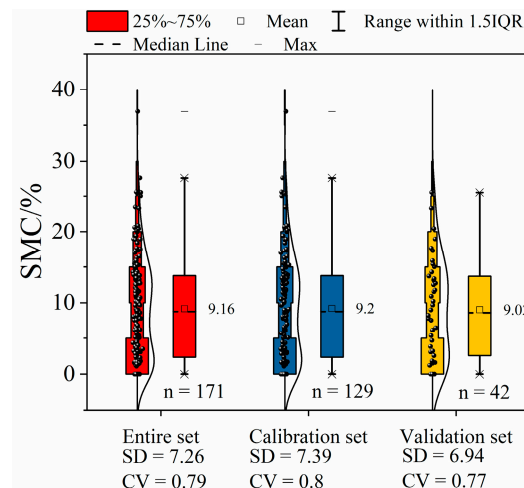 25%~75% Mean Range within 1.5IQR
Median Line Max
SMC/%
40
30
20
10
0
9.16
9.2
9.02
n = 171
n = 129
n = 42
Entire set Calibration set Validation set
SD = 7.26 SD = 7.39 SD = 6.94
CV = 0.79 CV = 0.8 CV = 0.77